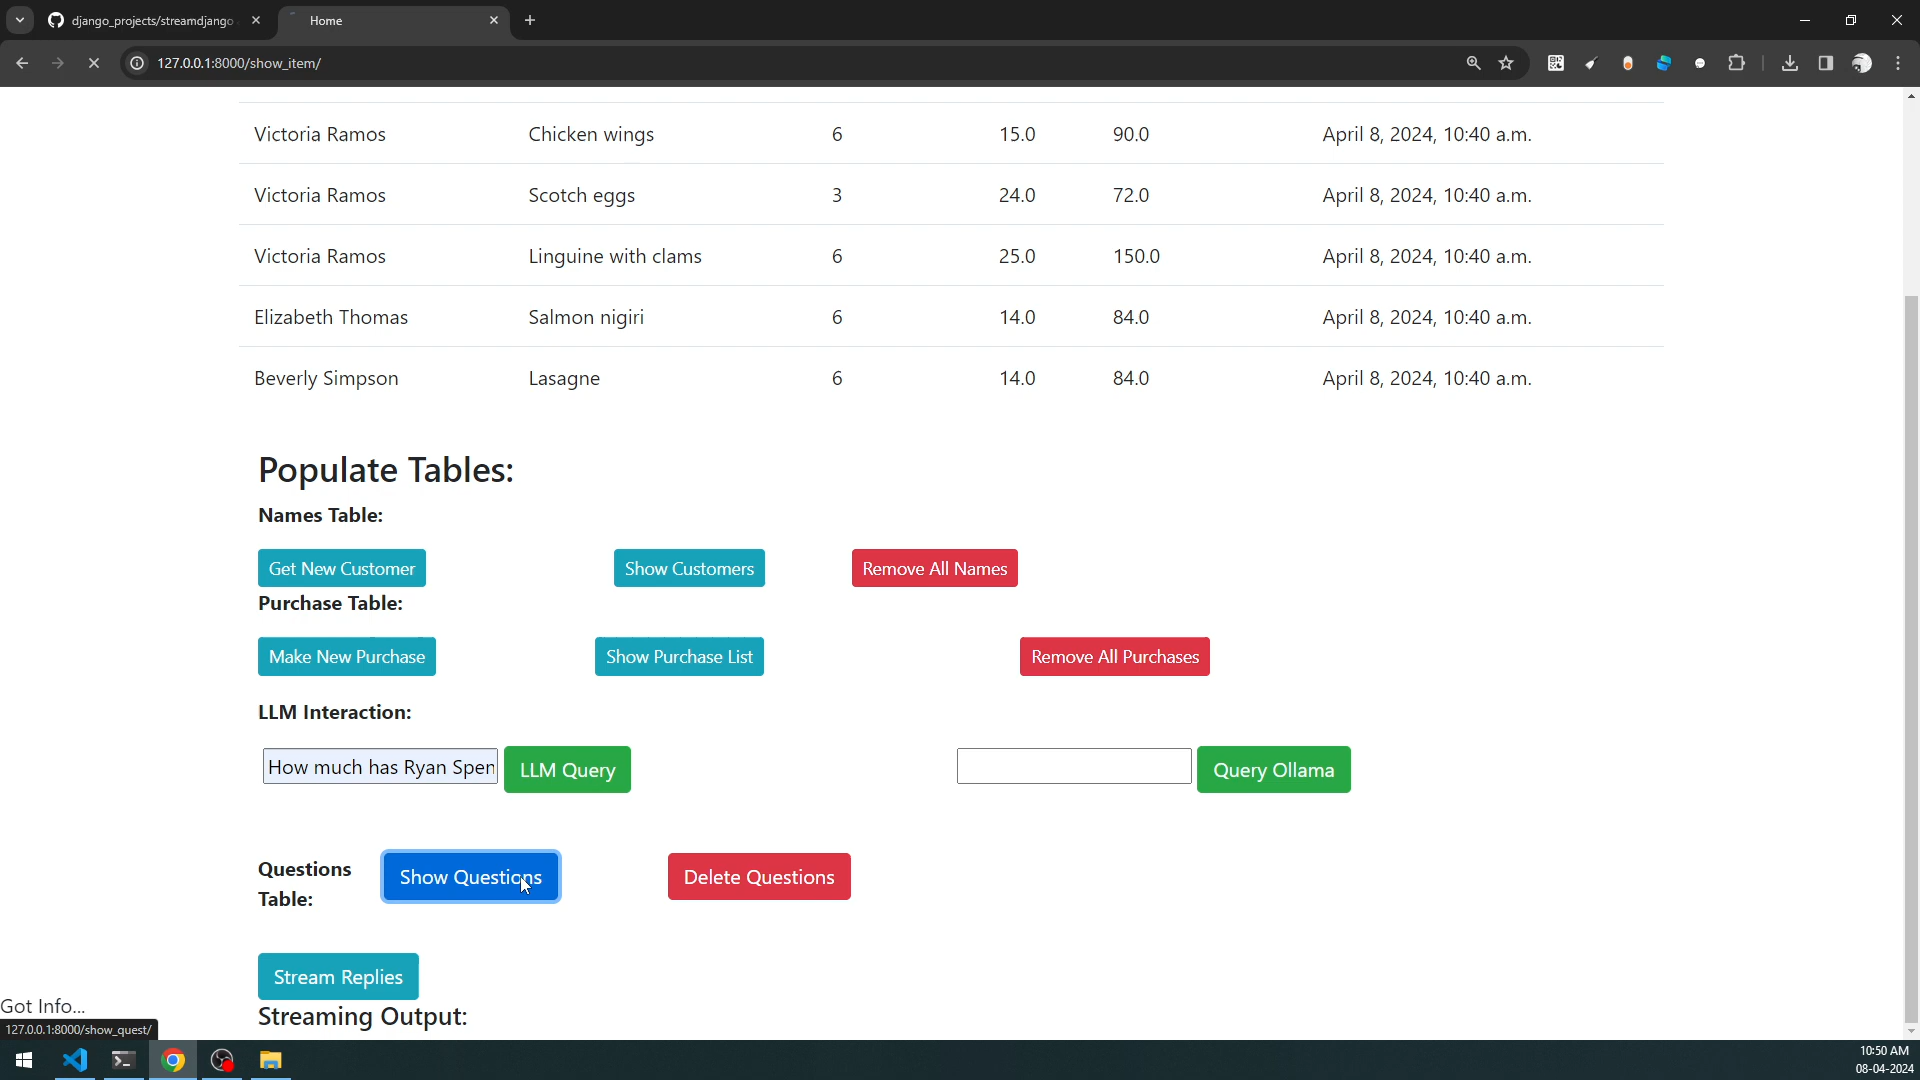 django_projects/streamdjango
Home
127.0.0.1:8000/show_item/
Victoria Ramos Chicken wings 6 15.0 90.0 April 8, 2024, 10:40 a.m.
Victoria Ramos Scotch eggs 3 24.0 72.0 April 8, 2024, 10:40 a.m.
Victoria Ramos Linguine with clams 6 25.0 150.0 April 8, 2024, 10:40 a.m.
Elizabeth Thomas Salmon nigiri 6 14.0 84.0 April 8, 2024, 10:40 a.m.
Beverly Simpson Lasagne 6 14.0 84.0 April 8, 2024, 10:40 a.m.
Populate Tables:
Names Table:
Get New Customer Show Customers Remove All Names
Purchase Table:
Make New Purchase Show Purchase List Remove All Purchases
LLM Interaction:
How much has Ryan Spen LLM Query Query Ollama
Questions
Table:
Show Questions Delete Questions
Stream Replies
Got Info...
Streaming Output:
127.0.0.1:8000/show_quest/
10:50 AM
08-04-2024